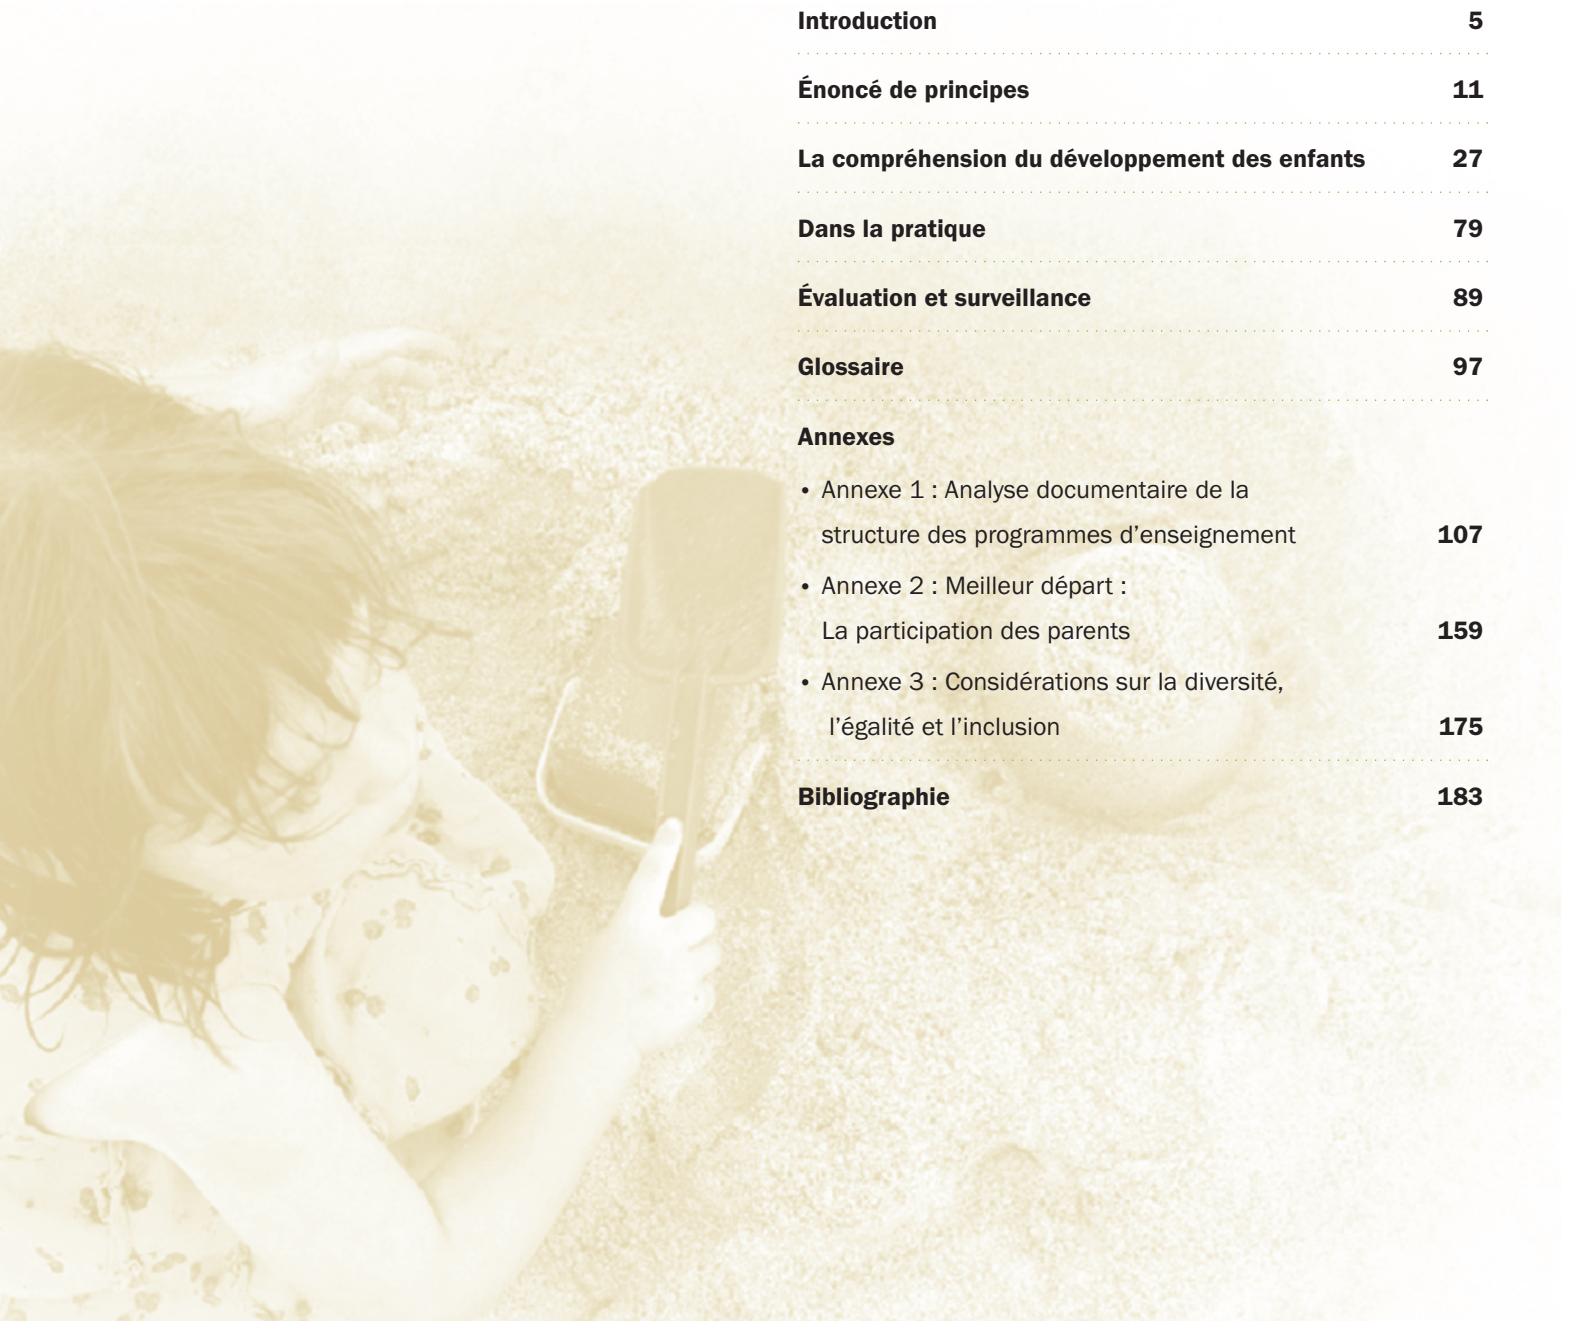 Introduction 5
Énoncé de principes 11
La compréhension du développement des enfants 27
Dans la pratique 79
Évaluation et surveillance 89
Glossaire 97
Annexes
• Annexe 1 : Analyse documentaire de la
structure des programmes d’enseignement 107
• Annexe 2 : Meilleur départ :
La participation des parents 159
• Annexe 3 : Considérations sur la diversité,
l’égalité et l’inclusion 175
Bibliographie 183